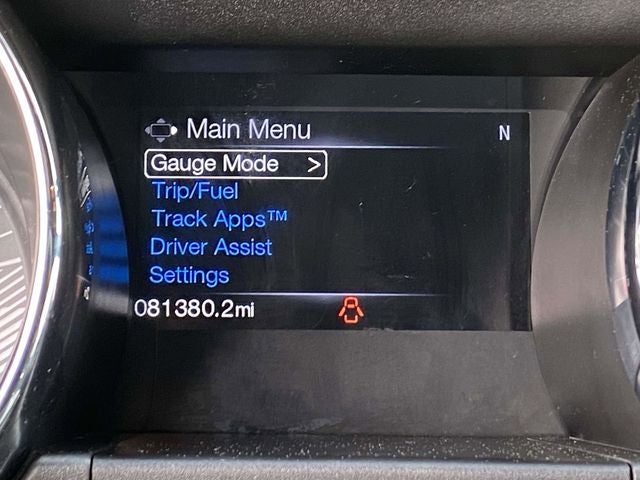 Main Menu N
Gauge Mode >
Trip/Fuel
Track Apps™
Driver Assist
Settings
081380.2mi